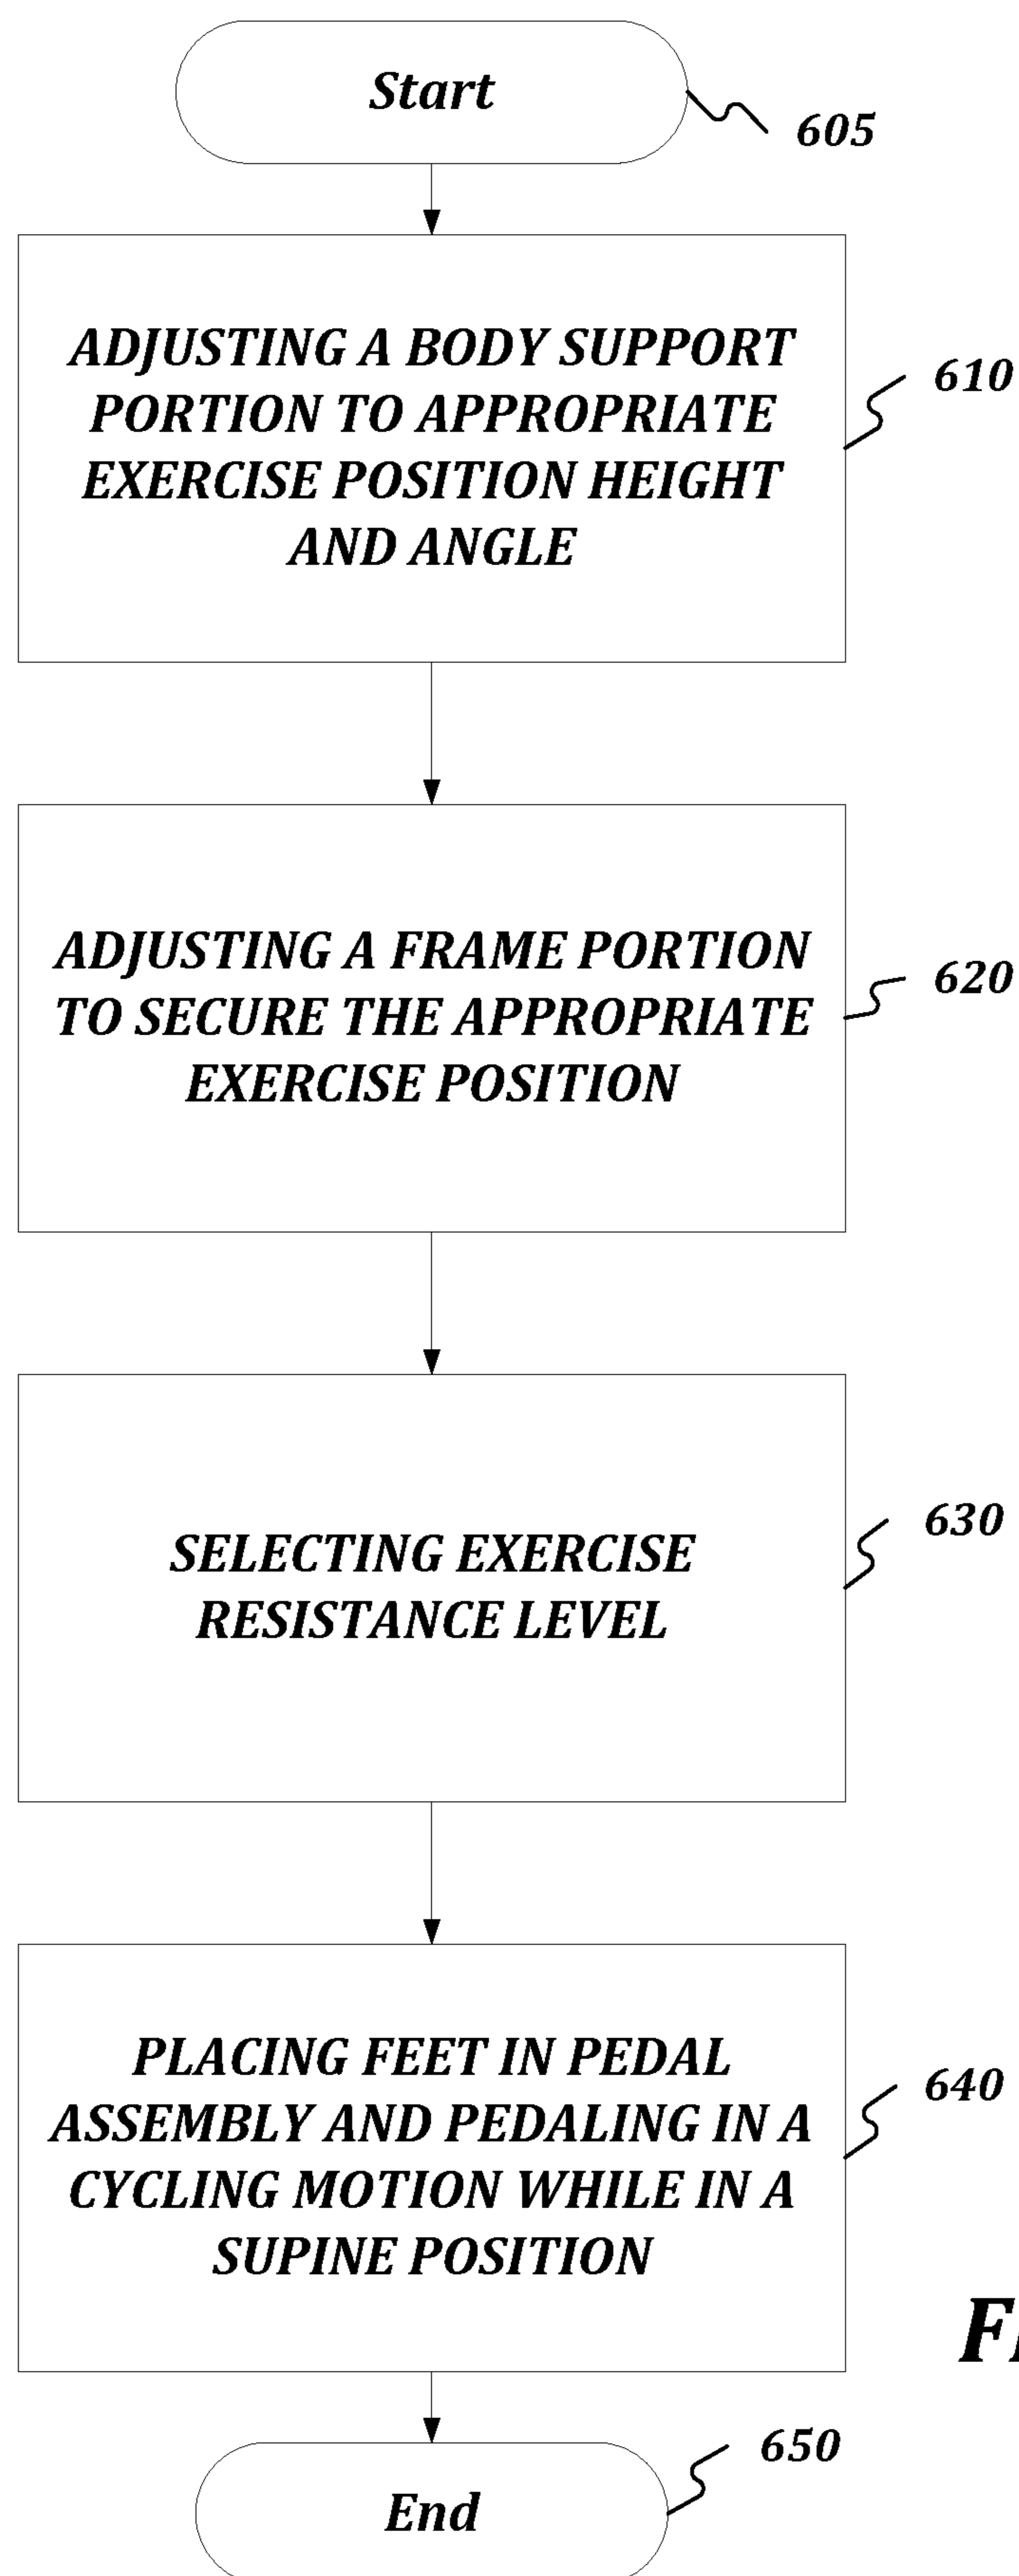 Start
605
ADJUSTING A BODY SUPPORT
PORTION TO APPROPRIATE
EXERCISE POSITION HEIGHT
AND ANGLE
610
ADJUSTING A FRAME PORTION
TO SECURE THE APPROPRIATE
EXERCISE POSITION
620
SELECTING EXERCISE
RESISTANCE LEVEL
630
PLACING FEET IN PEDAL
ASSEMBLY AND PEDALING IN A
CYCLING MOTION WHILE IN A
SUPINE POSITION
640
End
650